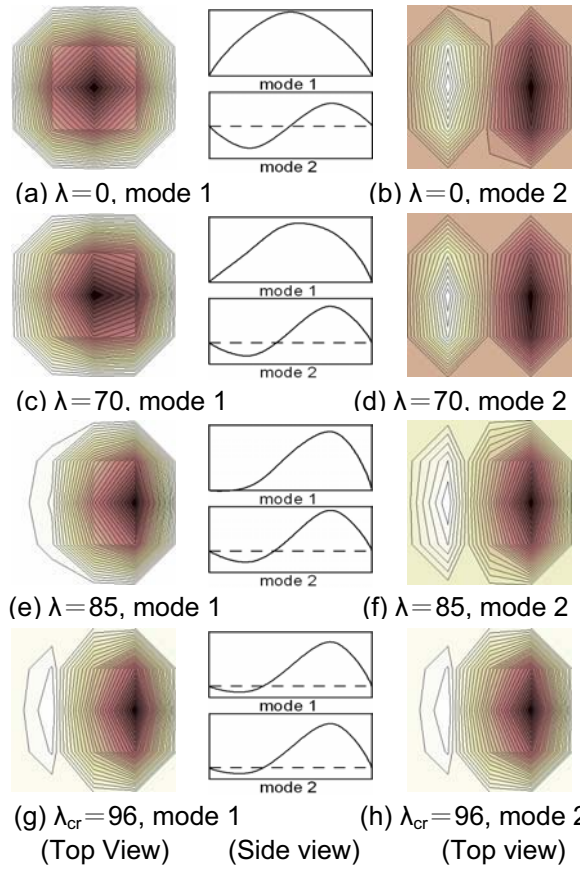 mode 1
mode 2
(a) λ=0, mode 1
(b) λ=0, mode 2
mode 1
mode 2
(c) λ=70, mode 1
(d) λ=70, mode 2
mode 1
mode 2
(e) λ=85, mode 1
(f) λ=85, mode 2
mode 1
mode 2
(g) λcr=96, mode 1
(h) λcr=96, mode 2
(Top View)
(Side view)
(Top view)